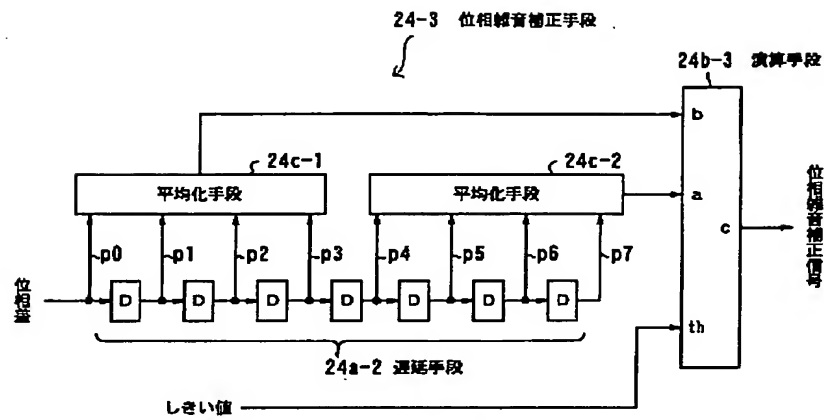 24-3 位相雑音補正手段
24b-3 演算手段
b
24c-1
24c-2
平均化手段
平均化手段
a
c
位相雑音補正信号
p0
p1
p2
p3
p4
p5
p6
p7
位相量
D
D
D
D
D
D
D
th
24a-2 遅延手段
しきい値